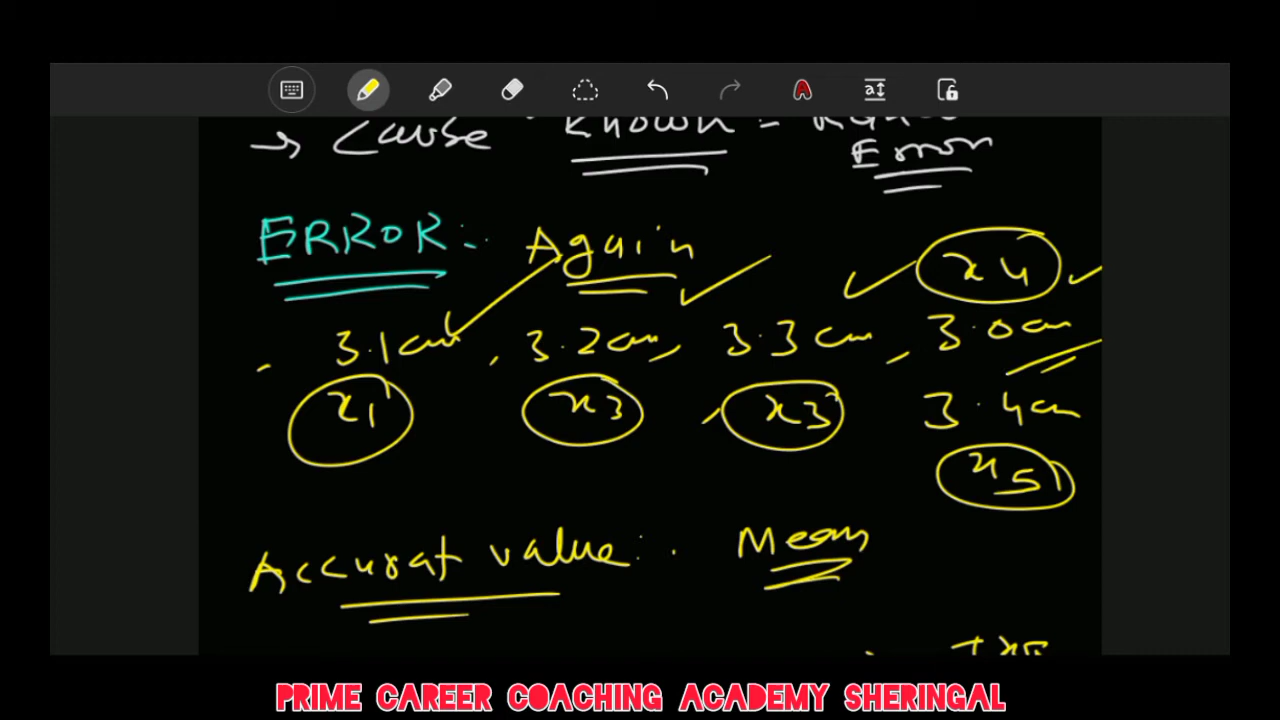 → Cause Known =
Error
ERROR:- Again
x4
3.1cm, 3.2cm, 3.3cm, 3.0cm
x1 x3, x3 3.4cm
x5
Accurat value:. Mean
+ x5
PRIME CAREER COACHING ACADEMY SHERINGAL